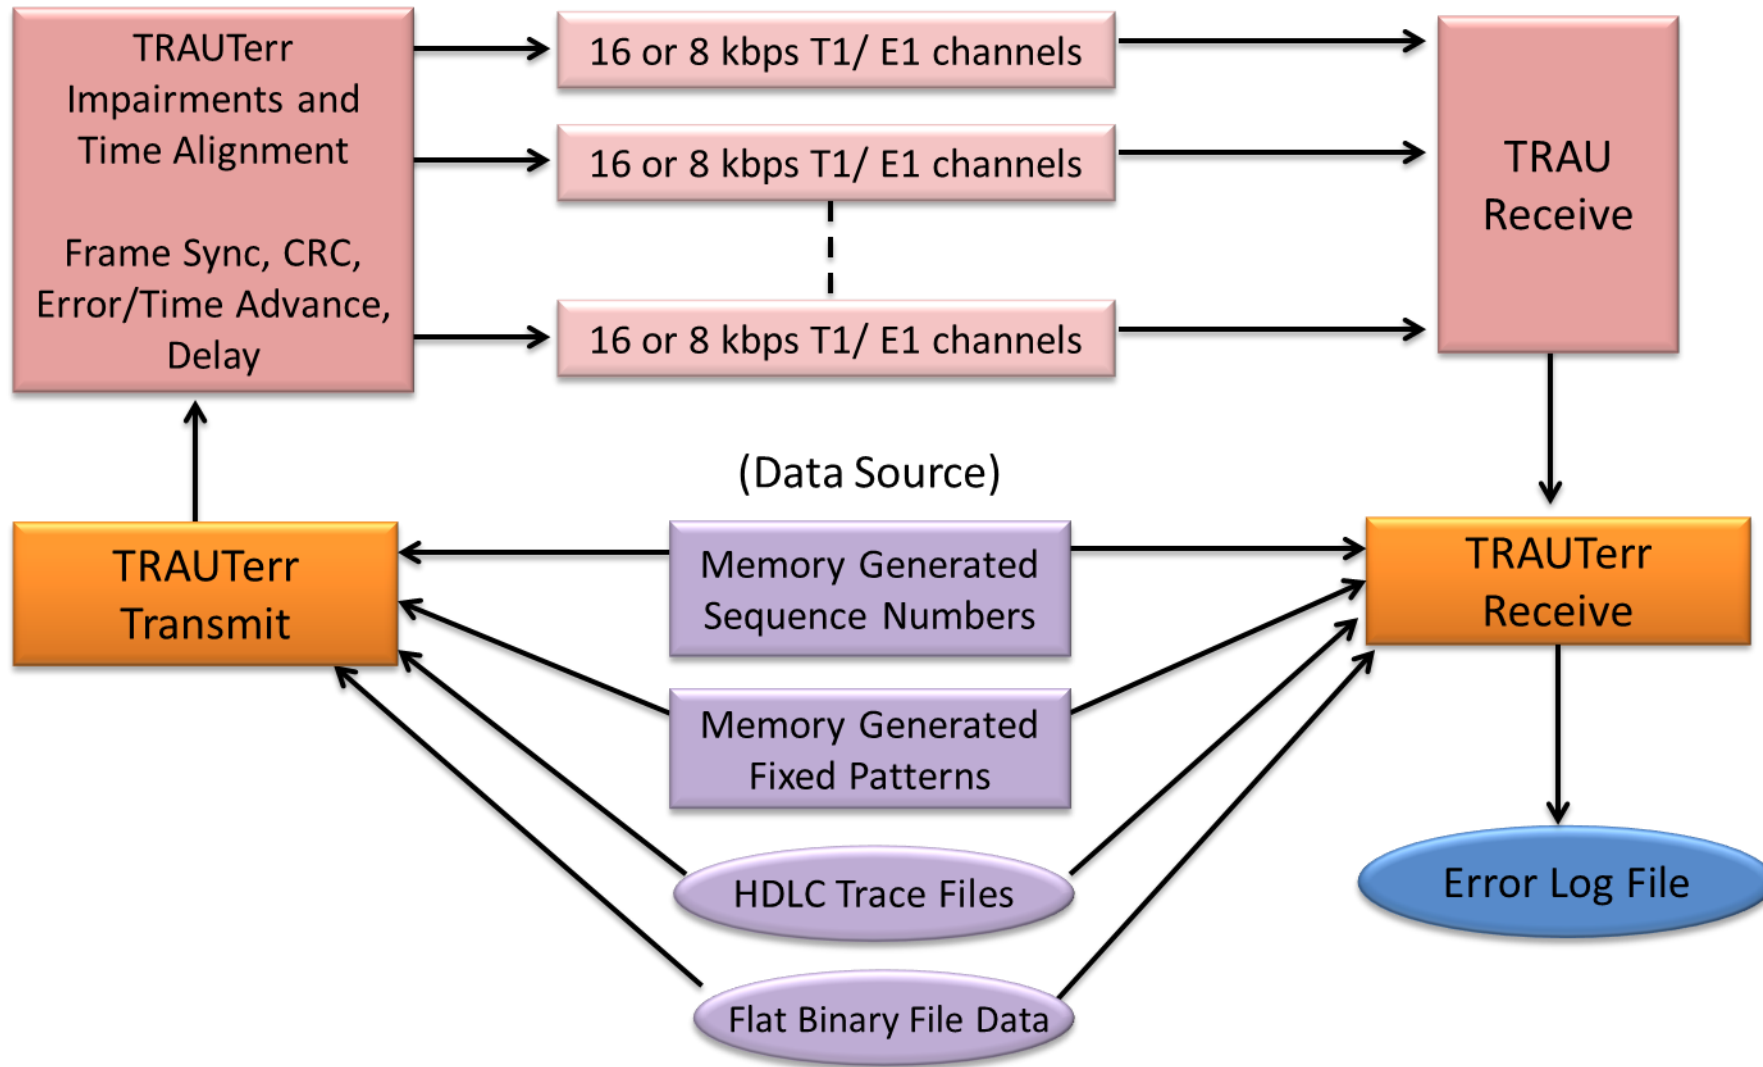 TRAUTerr
Impairments and
Time Alignment
Frame Sync, CRC,
Error/Time Advance,
Delay
16 or 8 kbps T1/ E1 channels
16 or 8 kbps T1/ E1 channels
16 or 8 kbps T1/ E1 channels
TRAU
Receive
(Data Source)
TRAUTerr
Transmit
Memory Generated
Sequence Numbers
Memory Generated
Fixed Patterns
HDLC Trace Files
Flat Binary File Data
TRAUTerr
Receive
Error Log File